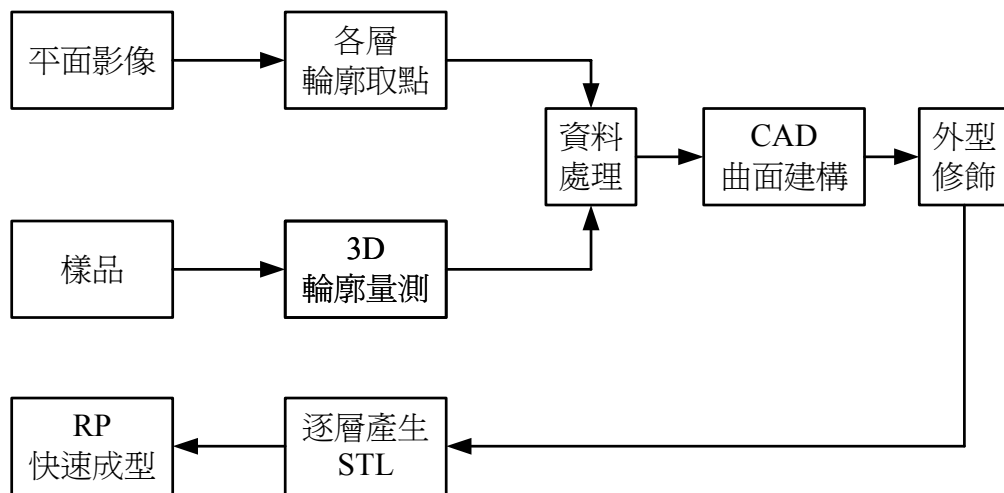 平面影像
各層
輪廓取點
資料
處理
CAD
曲面建構
外型
修飾
樣品
3D
輪廓量測
RP
快速成型
逐層產生
STL